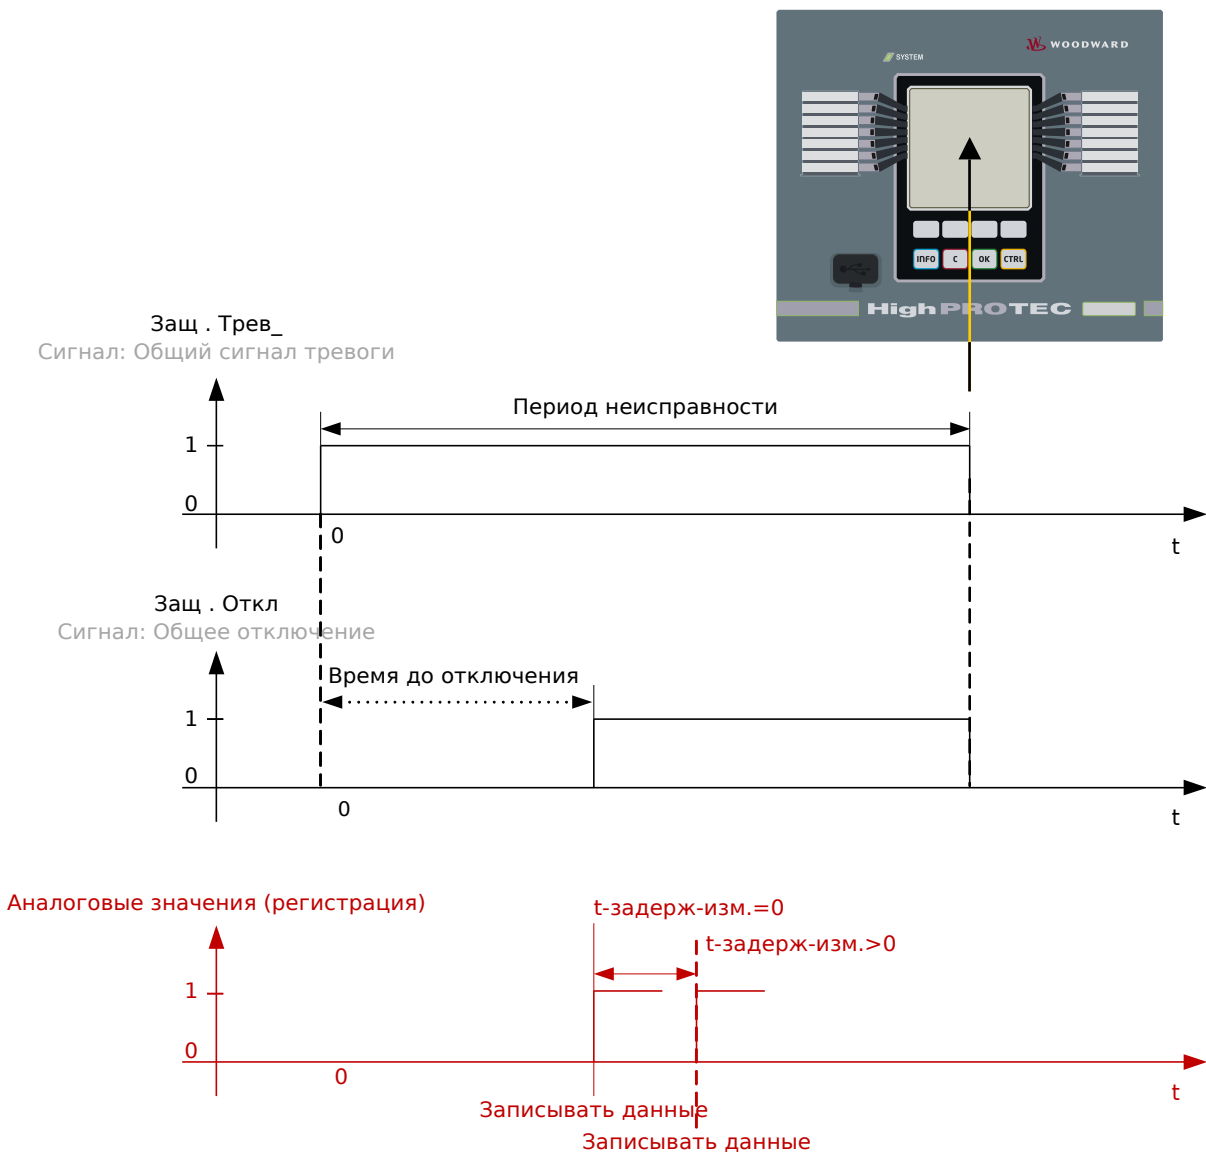 WOODWARD
SYSTEM
INFO C OK CTRL
HighPROTEC
Защ . Трев_
Сигнал: Общий сигнал тревоги
Период неисправности
1
0
0
t
Защ . Откл
Сигнал: Общее отключение
Время до отключения
1
0
0
t
Аналоговые значения (регистрация)
t-задерж-изм.=0
t-задерж-изм.>0
1
0
0
t
Записывать данные
Записывать данные